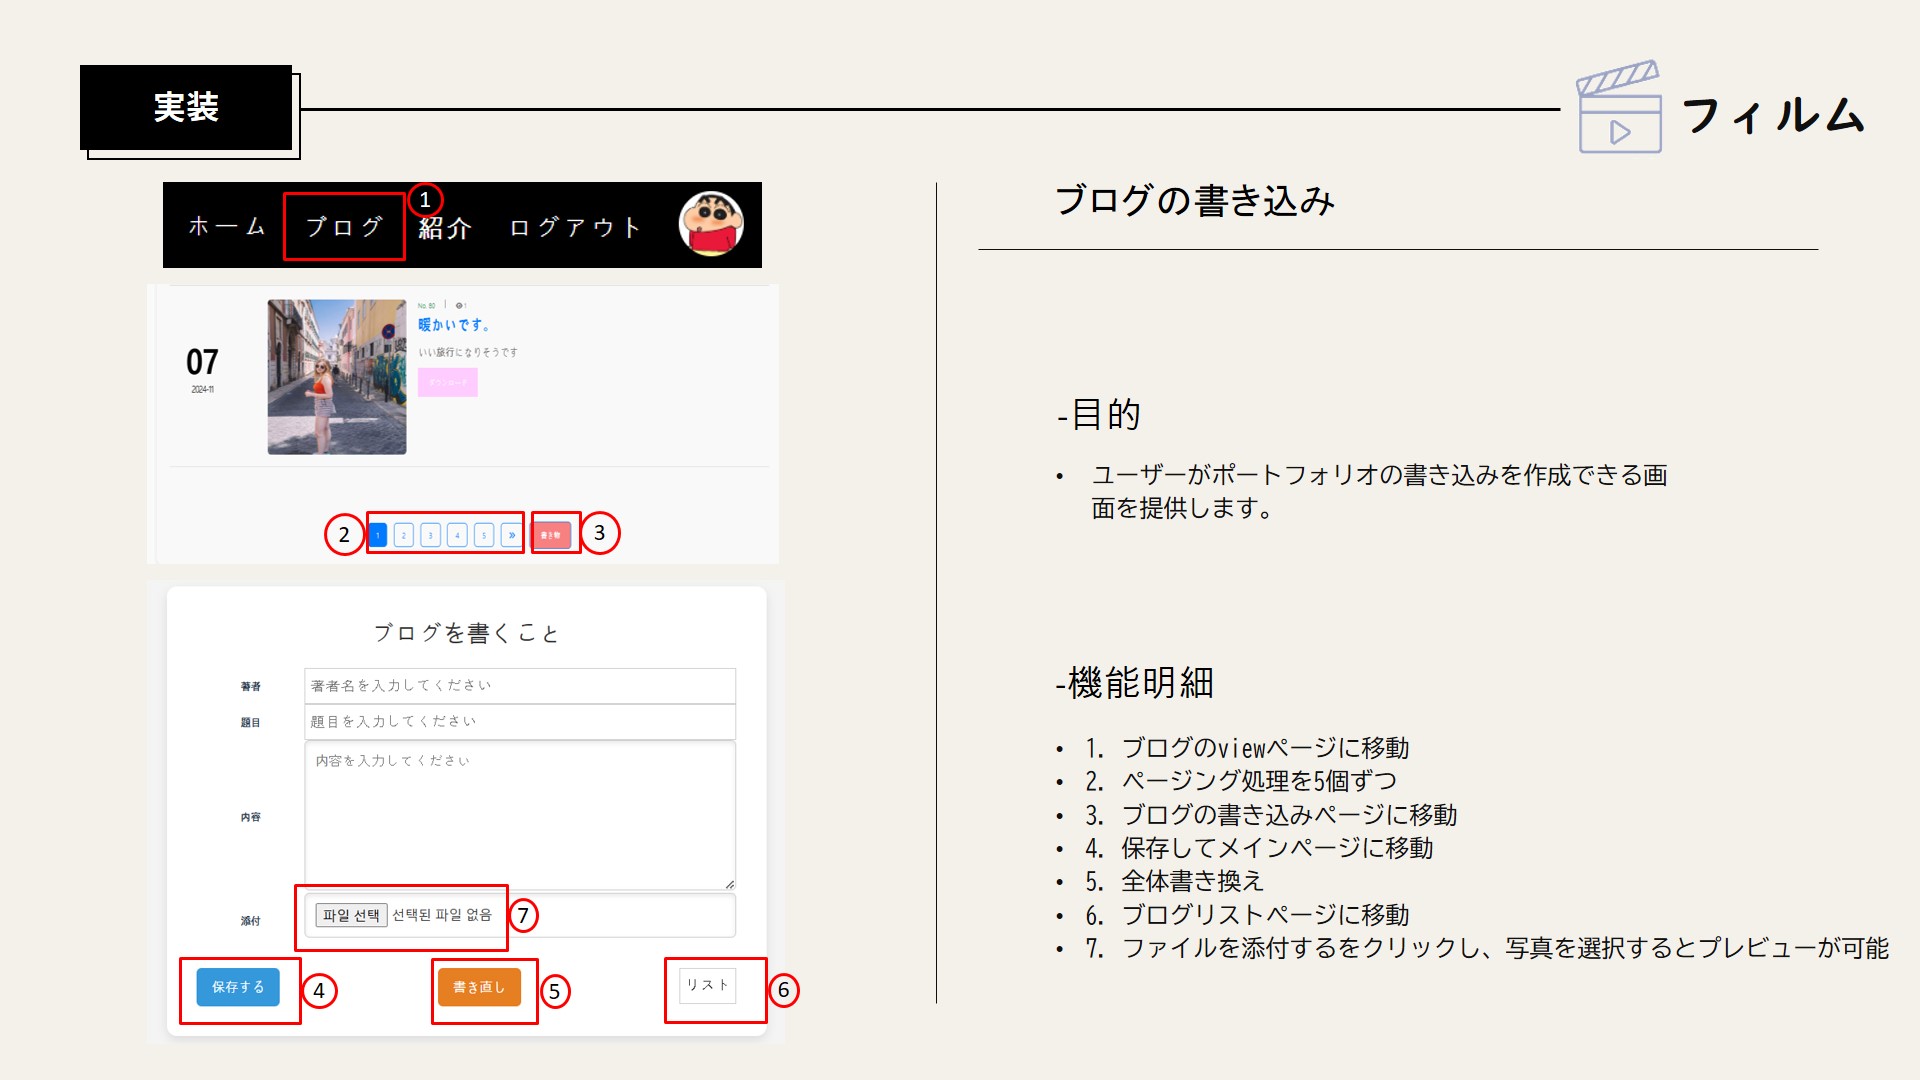 実装
フィルム
ホーム ブログ 1 紹介 ログアウト
No. 80 | 1
暖かいです。
いい旅行になりそうです
ダウンロード
07
2024-11
2 1 2 3 4 5 » 書き物 3
ブログを書くこと
著者 著者名を入力してください
題目 題目を入力してください
内容 内容を入力してください
添付 파일 선택 선택된 파일 없음 7
保存する 4 書き直し 5 リスト 6
ブログの書き込み
-目的
• ユーザーがポートフォリオの書き込みを作成できる画
面を提供します。
-機能明細
• 1. ブログのviewページに移動
• 2. ページング処理を5個ずつ
• 3. ブログの書き込みページに移動
• 4. 保存してメインページに移動
• 5. 全体書き換え
• 6. ブログリストページに移動
• 7. ファイルを添付するをクリックし、写真を選択するとプレビューが可能